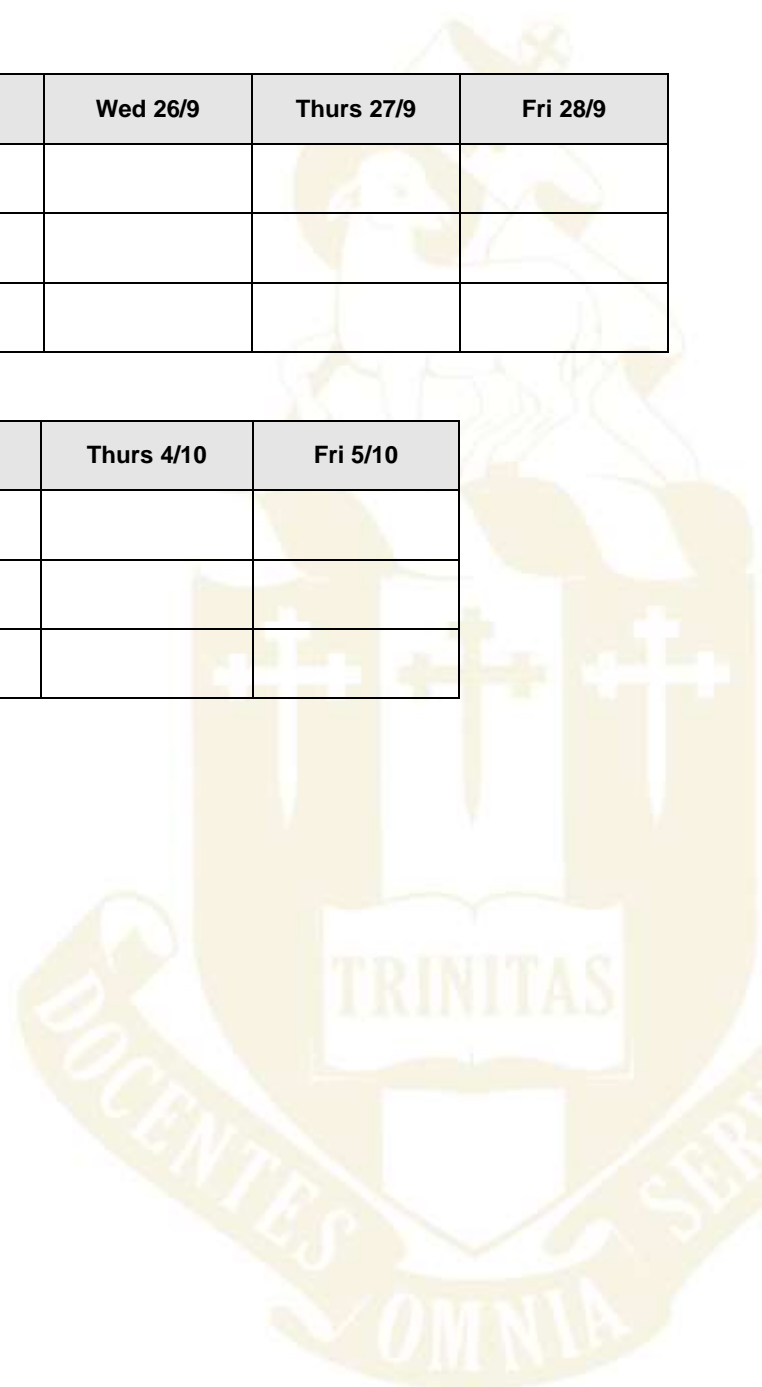 Wed 26/9 Thurs 27/9 Fri 28/9
Thurs 4/10 Fri 5/10
TRINITAS
DOCENTES
OMNIA